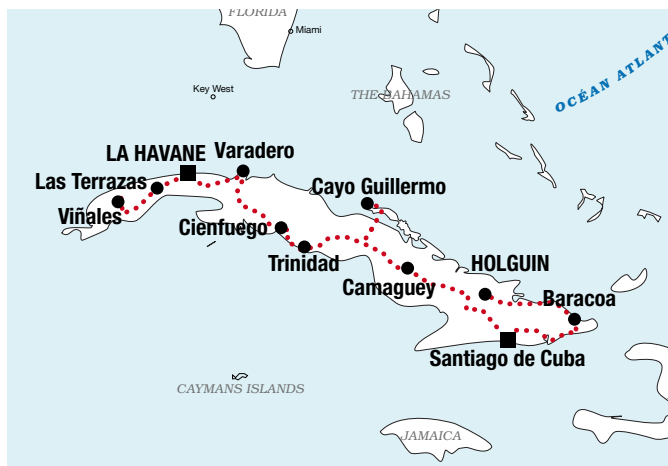 FLORIDA
Miami
Key West
THE BAHAMAS
OCÉAN ATLANT
LA HAVANE
Varadero
Las Terrazas
Cayo Guillermo
Viñales
Cienfuego
Trinidad
HOLGUIN
Camaguey
Baracoa
Santiago de Cuba
CAYMANS ISLANDS
JAMAICA